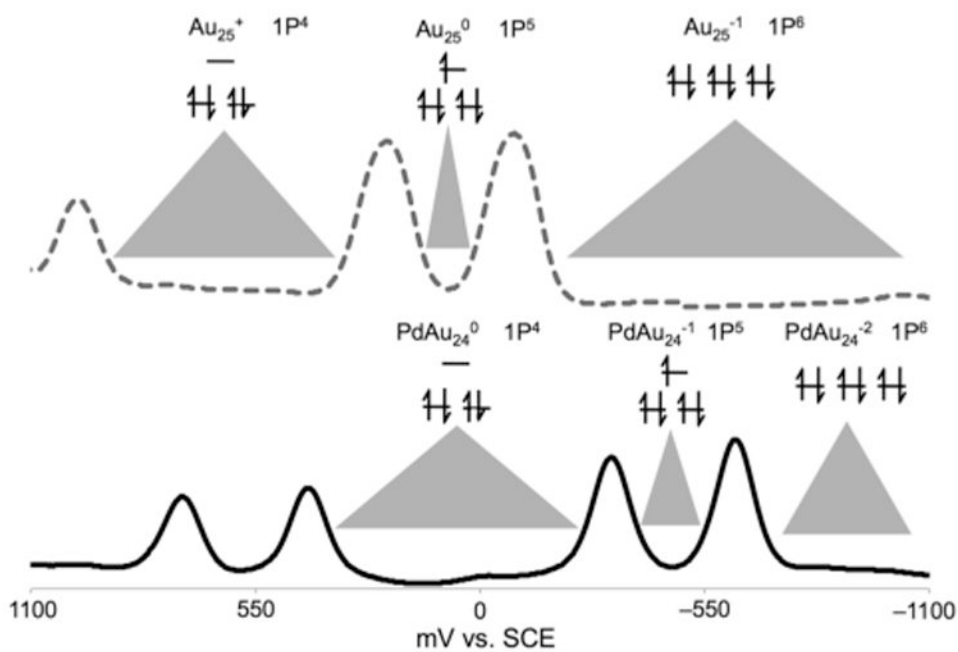 Au₂₅⁺ 1P⁴ Au₂₅⁰ 1P⁵ Au₂₅⁻¹ 1P⁶
PdAu₂₄⁰ 1P⁴ PdAu₂₄⁻¹ 1P⁵ PdAu₂₄⁻² 1P⁶
1100 550 0 −550 −1100
mV vs. SCE